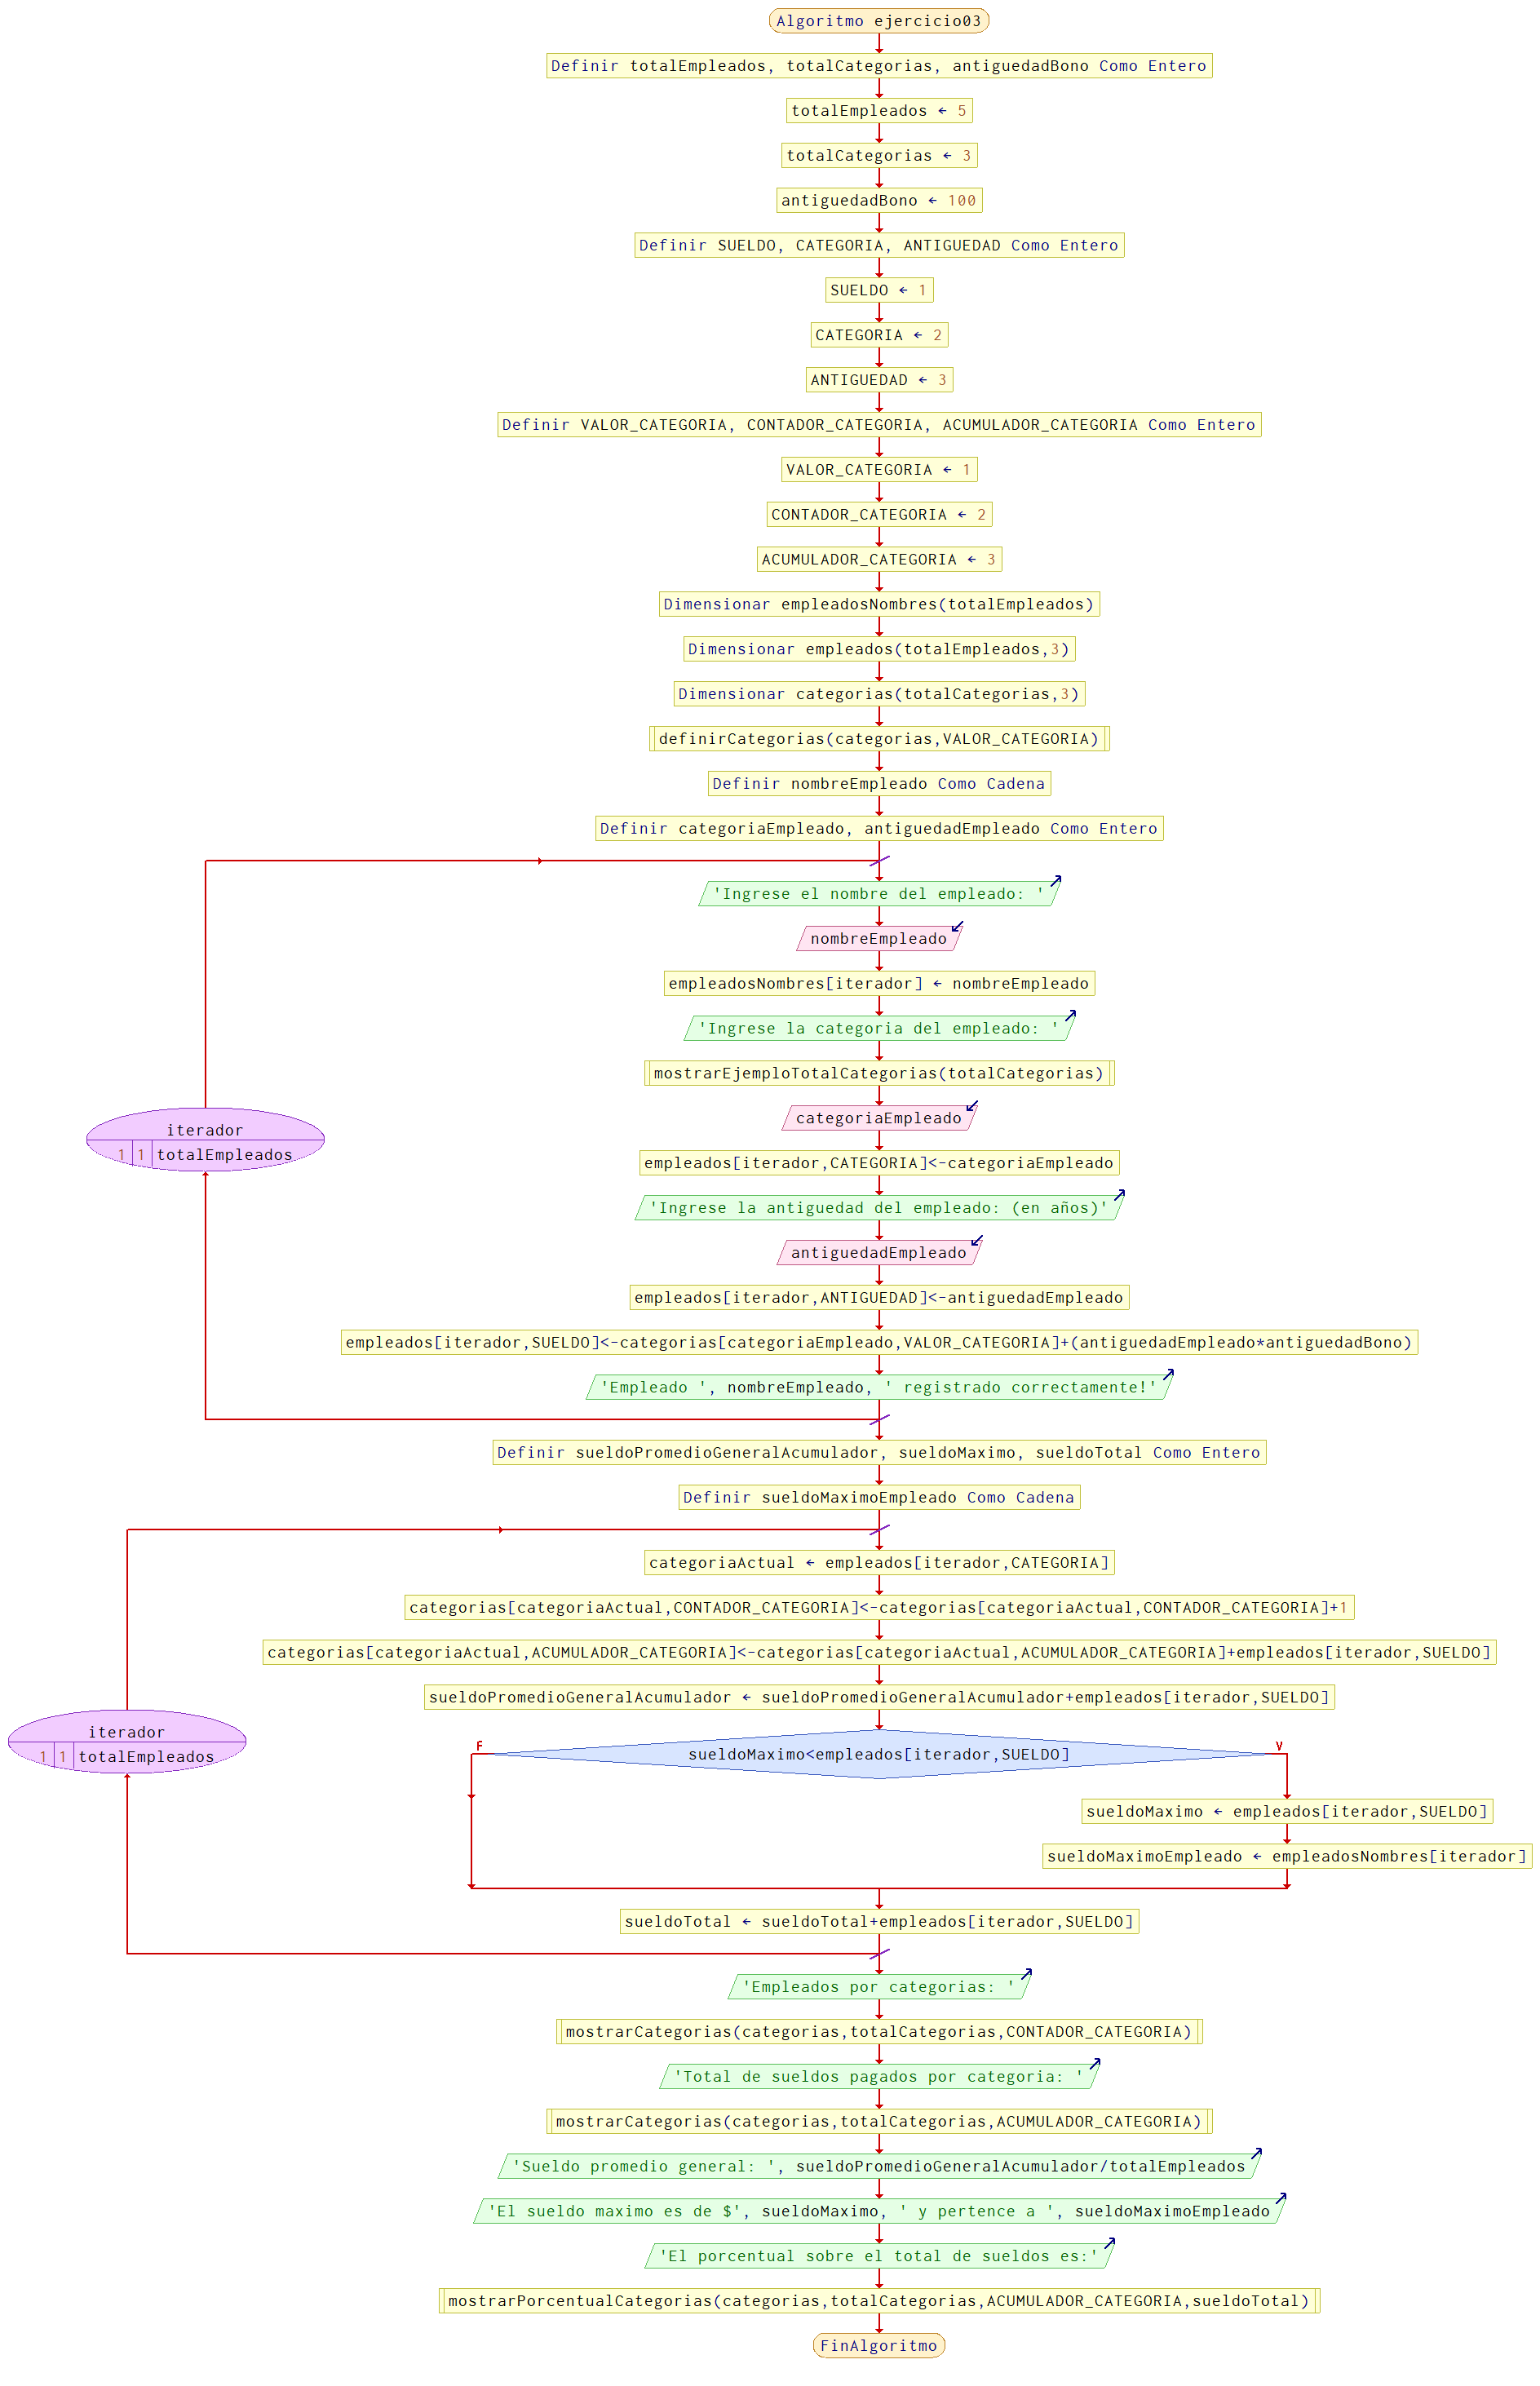 Algoritmo ejercicio03
Definir totalEmpleados, totalCategorias, antiguedadBono Como Entero
totalEmpleados ← 5
totalCategorias ← 3
antiguedadBono ← 100
Definir SUELDO, CATEGORIA, ANTIGUEDAD Como Entero
SUELDO ← 1
CATEGORIA ← 2
ANTIGUEDAD ← 3
Definir VALOR_CATEGORIA, CONTADOR_CATEGORIA, ACUMULADOR_CATEGORIA Como Entero
VALOR_CATEGORIA ← 1
CONTADOR_CATEGORIA ← 2
ACUMULADOR_CATEGORIA ← 3
Dimensionar empleadosNombres(totalEmpleados)
Dimensionar empleados(totalEmpleados,3)
Dimensionar categorias(totalCategorias,3)
definirCategorias(categorias,VALOR_CATEGORIA)
Definir nombreEmpleado Como Cadena
Definir categoriaEmpleado, antiguedadEmpleado Como Entero
'Ingrese el nombre del empleado: '
nombreEmpleado
empleadosNombres[iterador] ← nombreEmpleado
'Ingrese la categoria del empleado: '
mostrarEjemploTotalCategorias(totalCategorias)
categoriaEmpleado
iterador
1 1 totalEmpleados
empleados[iterador,CATEGORIA]<-categoriaEmpleado
'Ingrese la antiguedad del empleado: (en años)'
antiguedadEmpleado
empleados[iterador,ANTIGUEDAD]<-antiguedadEmpleado
empleados[iterador,SUELDO]<-categorias[categoriaEmpleado,VALOR_CATEGORIA]+(antiguedadEmpleado*antiguedadBono)
'Empleado ', nombreEmpleado, ' registrado correctamente!'
Definir sueldoPromedioGeneralAcumulador, sueldoMaximo, sueldoTotal Como Entero
Definir sueldoMaximoEmpleado Como Cadena
categoriaActual ← empleados[iterador,CATEGORIA]
categorias[categoriaActual,CONTADOR_CATEGORIA]<-categorias[categoriaActual,CONTADOR_CATEGORIA]+1
categorias[categoriaActual,ACUMULADOR_CATEGORIA]<-categorias[categoriaActual,ACUMULADOR_CATEGORIA]+empleados[iterador,SUELDO]
sueldoPromedioGeneralAcumulador ← sueldoPromedioGeneralAcumulador+empleados[iterador,SUELDO]
iterador
1 1 totalEmpleados
F
sueldoMaximo<empleados[iterador,SUELDO]
V
sueldoMaximo ← empleados[iterador,SUELDO]
sueldoMaximoEmpleado ← empleadosNombres[iterador]
sueldoTotal ← sueldoTotal+empleados[iterador,SUELDO]
'Empleados por categorias: '
mostrarCategorias(categorias,totalCategorias,CONTADOR_CATEGORIA)
'Total de sueldos pagados por categoria: '
mostrarCategorias(categorias,totalCategorias,ACUMULADOR_CATEGORIA)
'Sueldo promedio general: ', sueldoPromedioGeneralAcumulador/totalEmpleados
'El sueldo maximo es de $', sueldoMaximo, ' y pertence a ', sueldoMaximoEmpleado
'El porcentual sobre el total de sueldos es:'
mostrarPorcentualCategorias(categorias,totalCategorias,ACUMULADOR_CATEGORIA,sueldoTotal)
FinAlgoritmo